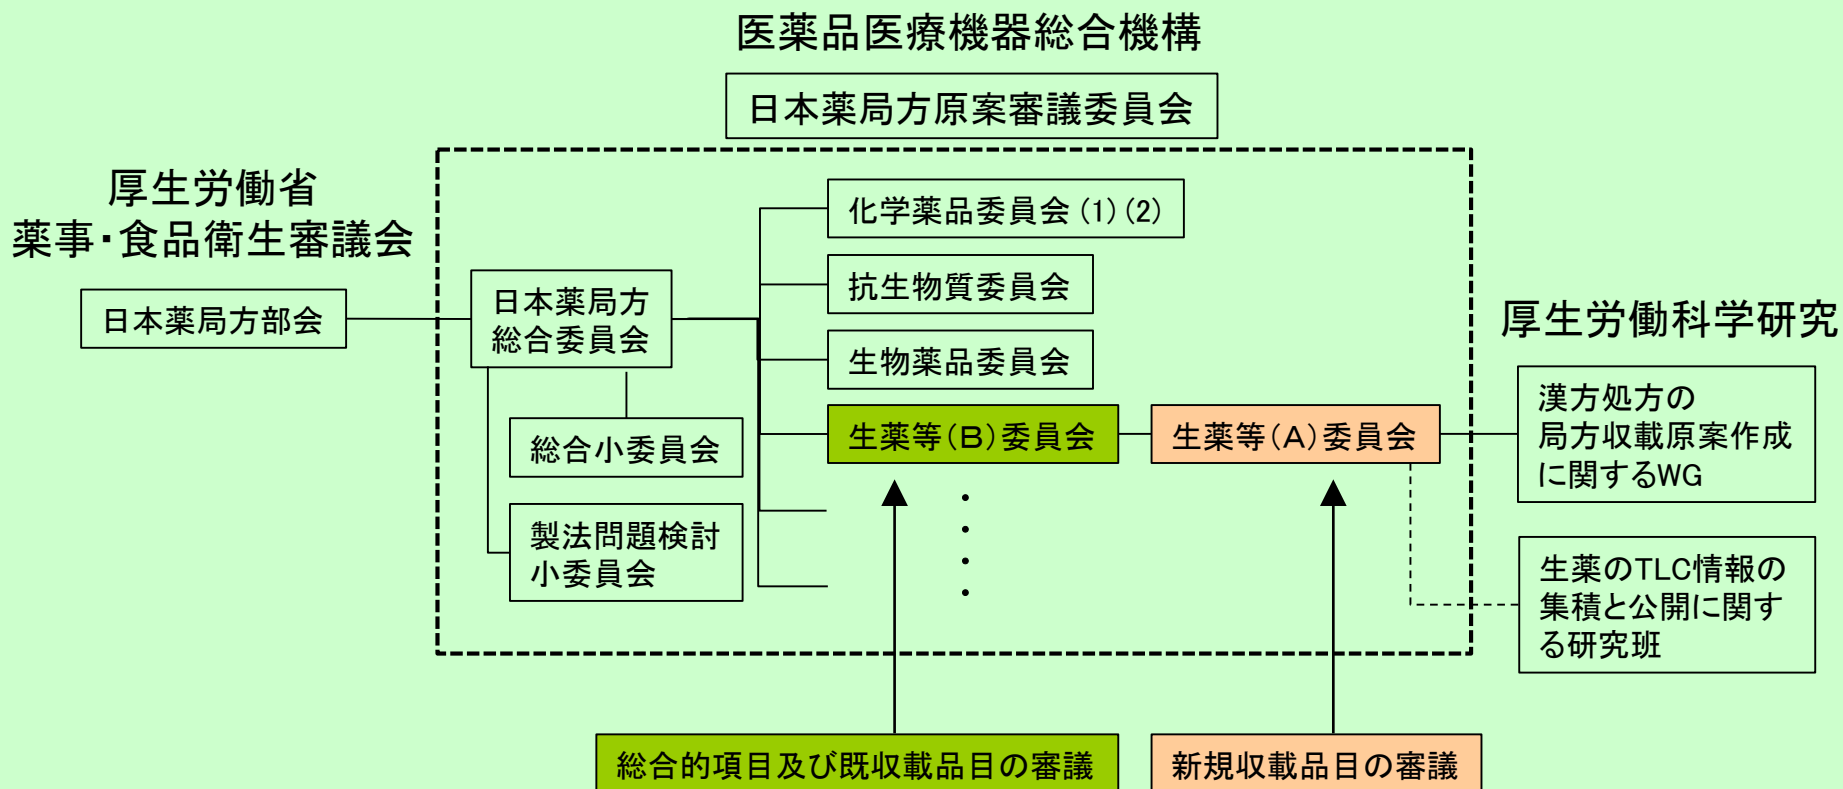 医薬品医療機器総合機構
日本薬局方原案審議委員会
厚生労働省
薬事・食品衛生審議会
日本薬局方部会
日本薬局方
総合委員会
総合小委員会
製法問題検討
小委員会
化学薬品委員会(1)(2)
抗生物質委員会
生物薬品委員会
生薬等(B)委員会
生薬等(A)委員会
厚生労働科学研究
漢方処方の
局方収載原案作成
に関するWG
生薬のTLC情報の
集積と公開に関す
る研究班
総合的項目及び既収載品目の審議
新規収載品目の審議